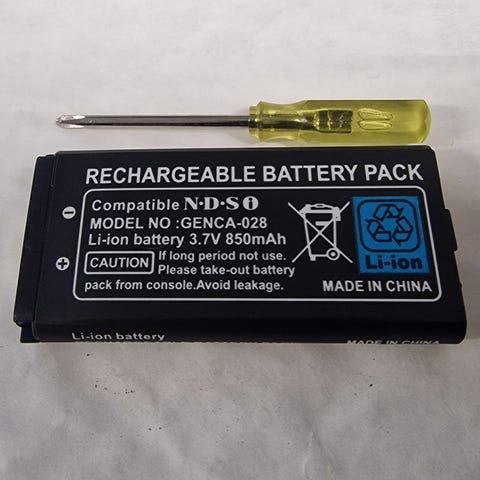 RECHARGEABLE BATTERY PACK
Compatible N·D·S i
MODEL NO :GENCA-028
Li-ion battery 3.7V 850mAh
CAUTION If long period not use.
Please take-out battery
pack from console.Avoid leakage.
Li-ion
MADE IN CHINA
Li-ion battery
MADE IN CHINA